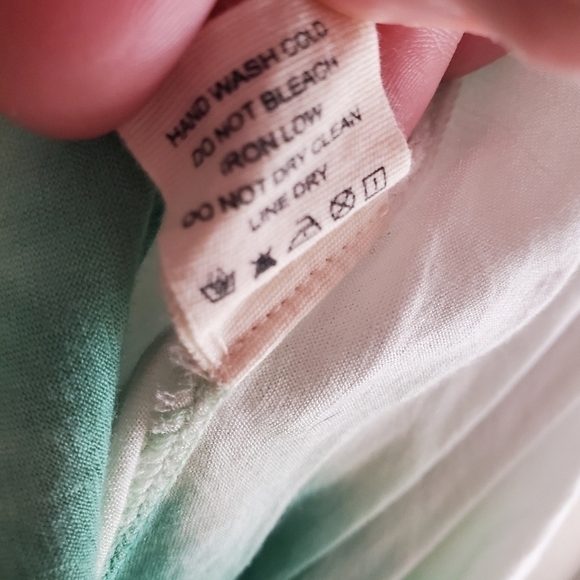 HAND WASH COLD
DO NOT BLEACH
IRON LOW
DO NOT DRY CLEAN
LINE DRY